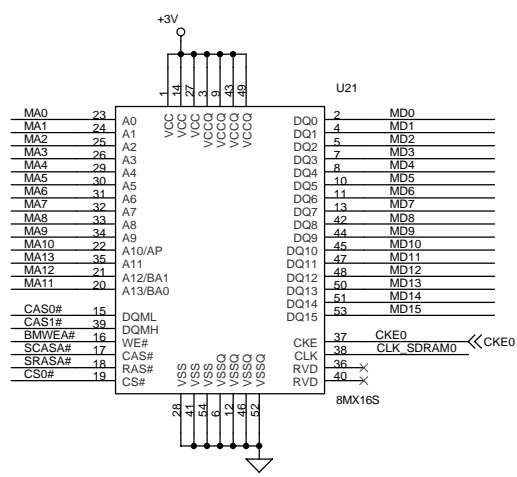 +3V
U21
1 14 27 3 9 43 49
VCC VCC VCC VCCQ VCCQ VCCQ VCCQ
MA0 23 A0 DQ0 2 MD0
MA1 24 A1 DQ1 4 MD1
MA2 25 A2 DQ2 5 MD2
MA3 26 A3 DQ3 7 MD3
MA4 29 A4 DQ4 8 MD4
MA5 30 A5 DQ5 10 MD5
MA6 31 A6 DQ6 11 MD6
MA7 32 A7 DQ7 13 MD7
MA8 33 A8 DQ8 42 MD8
MA9 34 A9 DQ9 44 MD9
MA10 22 A10/AP DQ10 45 MD10
MA13 35 A11 DQ11 47 MD11
MA12 21 A12/BA1 DQ12 48 MD12
MA11 20 A13/BA0 DQ13 50 MD13
DQ14 51 MD14
CAS0# 15 DQML DQ15 53 MD15
CAS1# 39 DQMH
BMWEA# 16 WE# CKE 37 CKE0 CKE0
SCASA# 17 CAS# CLK 38 CLK_SDRAM0
SRASA# 18 RAS# RVD 36
CS0# 19 CS# RVD 40
VSS VSS VSS VSSQ VSSQ VSSQ VSSQ
28 41 54 6 12 46 52
8MX16S